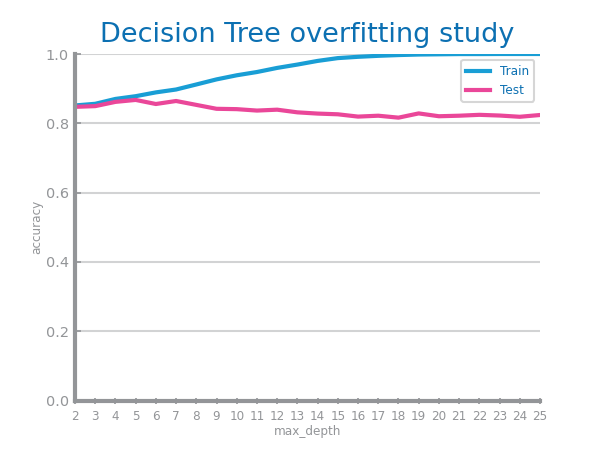 Decision Tree overfitting study
1.0
0.8
0.6
0.4
0.2
0.0
accuracy
Train
Test
2 3 4 5 6 7 8 9 10 11 12 13 14 15 16 17 18 19 20 21 22 23 24 25
max_depth